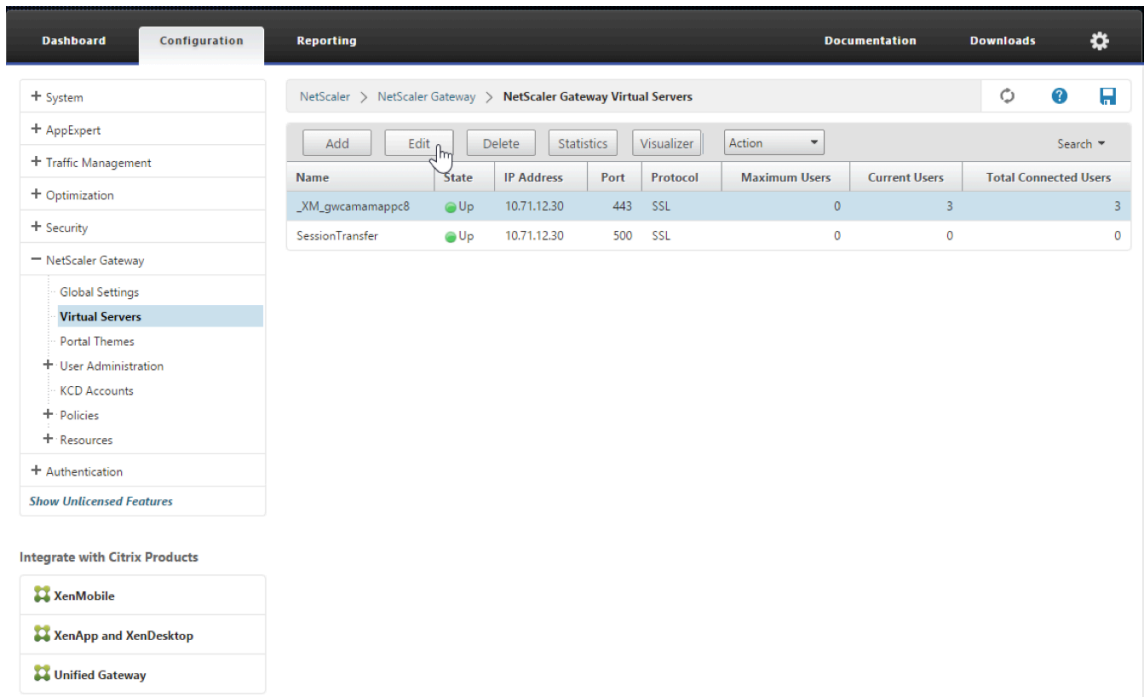 Dashboard Configuration Reporting Documentation Downloads
+ System
+ AppExpert
+ Traffic Management
+ Optimization
+ Security
− NetScaler Gateway
Global Settings
Virtual Servers
Portal Themes
+ User Administration
KCD Accounts
+ Policies
+ Resources
+ Authentication
Show Unlicensed Features
Integrate with Citrix Products
XenMobile
XenApp and XenDesktop
Unified Gateway
NetScaler > NetScaler Gateway > NetScaler Gateway Virtual Servers
Add Edit Delete Statistics Visualizer Action Search
Name State IP Address Port Protocol Maximum Users Current Users Total Connected Users
_XM_gwcamamappc8 Up 10.71.12.30 443 SSL 0 3 3
SessionTransfer Up 10.71.12.30 500 SSL 0 0 0